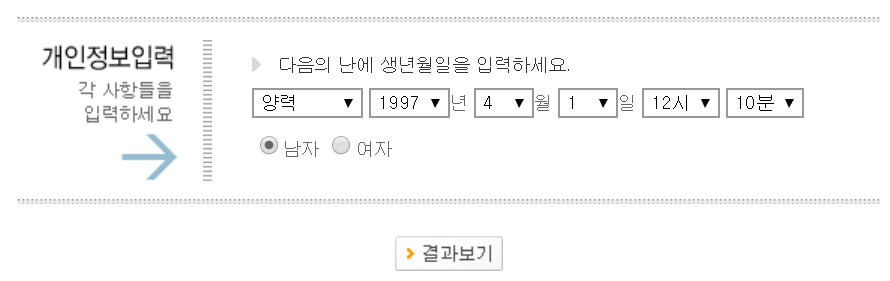 개인정보입력
각 사항들을
입력하세요
다음의 난에 생년월일을 입력하세요.
양력 1997 년 4 월 1 일 12시 10분
남자 여자
결과보기